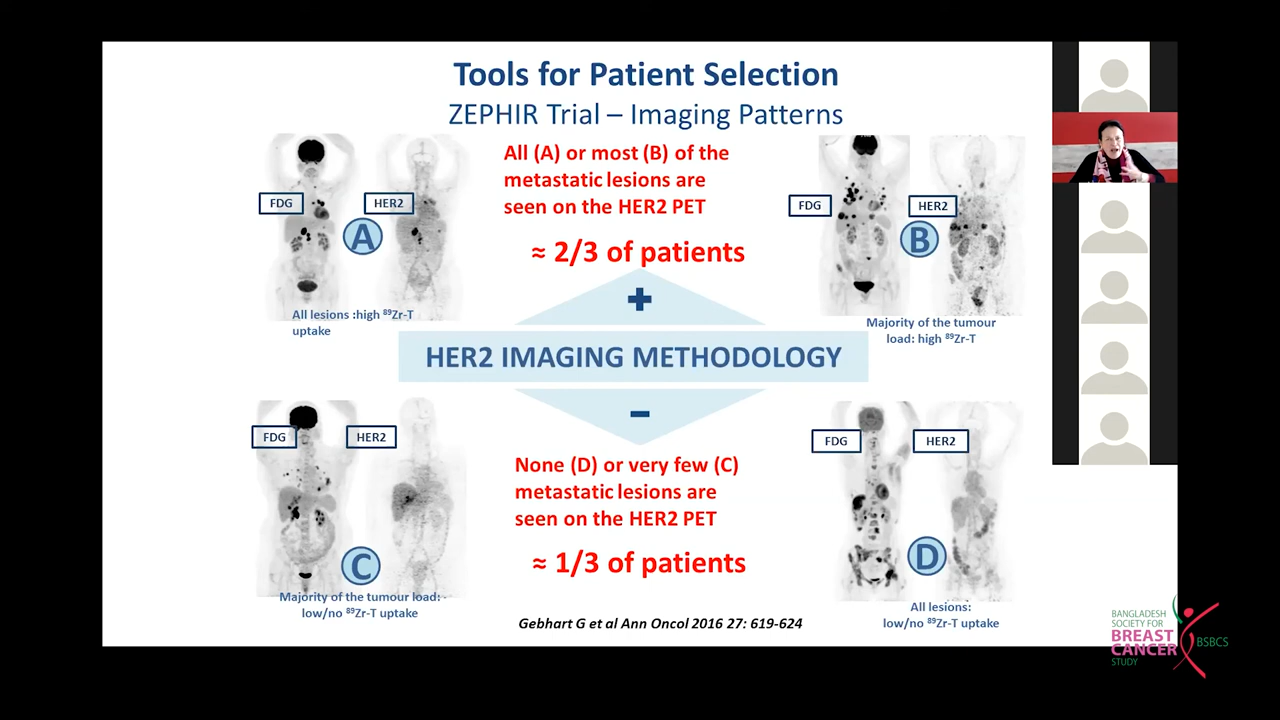 Tools for Patient Selection
ZEPHIR Trial – Imaging Patterns
All (A) or most (B) of the
metastatic lesions are
seen on the HER2 PET
≈ 2/3 of patients
FDG
HER2
A
All lesions :high ⁸⁹Zr-T
uptake
FDG
HER2
B
Majority of the tumour
load: high ⁸⁹Zr-T
+
HER2 IMAGING METHODOLOGY
–
FDG
HER2
C
Majority of the tumour load:
low/no ⁸⁹Zr-T uptake
None (D) or very few (C)
metastatic lesions are
seen on the HER2 PET
≈ 1/3 of patients
FDG
HER2
D
All lesions:
low/no ⁸⁹Zr-T uptake
Gebhart G et al Ann Oncol 2016 27: 619-624
BANGLADESH
SOCIETY FOR
BREAST
CANCER
STUDY
BSBCS